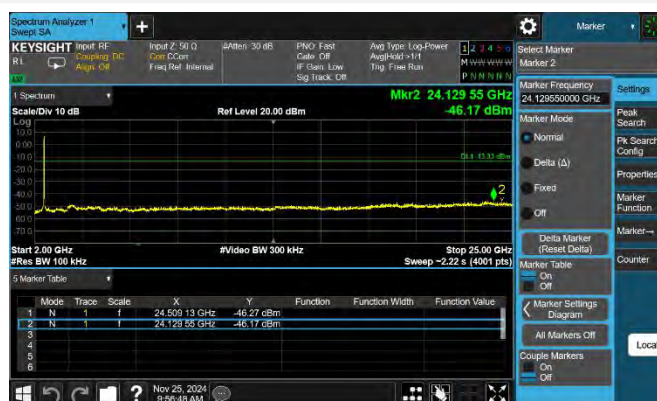 Spectrum Analyzer 1
Swept SA
+
Marker
KEYSIGHT Input: RF Input Z: 50 Ω #Atten: 30 dB PNO: Fast Avg Type: Log-Power 1 2 3 4 5 6
RL Coupling: DC Corr CCorr Gate: Off Avg|Hold >1/1 M W W W W W
Align: Off Freq Ref: Internal IF Gain: Low Trig: Free Run
Sig Track: Off P N N N N N
Select Marker
Marker 2
1 Spectrum
Mkr2 24.129 55 GHz
Scale/Div 10 dB Ref Level 20.00 dBm -46.17 dBm
Log
10.0
0.00
-10.0
DL1 -13.33 dBm
-20.0
-30.0
-40.0
2
-50.0
-60.0
-70.0
Start 2.00 GHz #Video BW 300 kHz Stop 25.00 GHz
#Res BW 100 kHz Sweep ~2.22 s (4001 pts)
5 Marker Table
Mode Trace Scale X Y Function Function Width Function Value
1 N 1 f 24.509 13 GHz -46.27 dBm
2 N 1 f 24.129 55 GHz -46.17 dBm
3
4
5
6
Marker Frequency
24.129550000 GHz
Marker Mode
Normal
Delta (Δ)
Fixed
Off
Delta Marker
(Reset Delta)
Marker Table
On
Off
Marker Settings
Diagram
All Markers Off
Couple Markers
On
Off
Settings
Peak
Search
Pk Search
Config
Properties
Marker
Function
Marker→
Counter
Local
?
Nov 25, 2024
9:56:48 AM